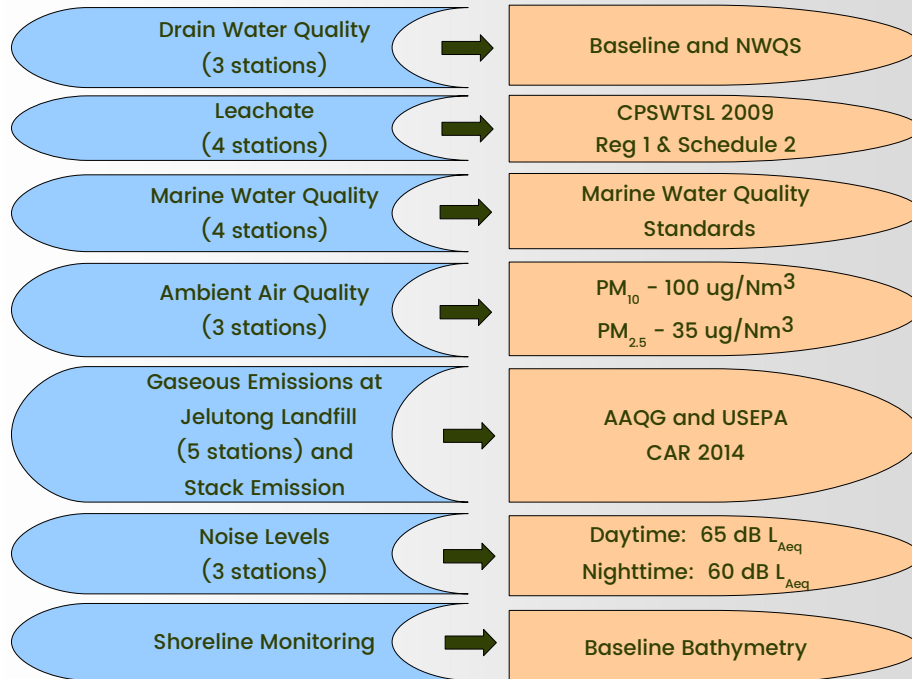 Drain Water Quality
(3 stations)
Baseline and NWQS
Leachate
(4 stations)
CPSWTSL 2009
Reg 1 & Schedule 2
Marine Water Quality
(4 stations)
Marine Water Quality
Standards
Ambient Air Quality
(3 stations)
PM₁₀ - 100 ug/Nm³
PM₂.₅ - 35 ug/Nm³
Gaseous Emissions at
Jelutong Landfill
(5 stations) and
Stack Emission
AAQG and USEPA
CAR 2014
Noise Levels
(3 stations)
Daytime: 65 dB LAeq
Nighttime: 60 dB LAeq
Shoreline Monitoring
Baseline Bathymetry